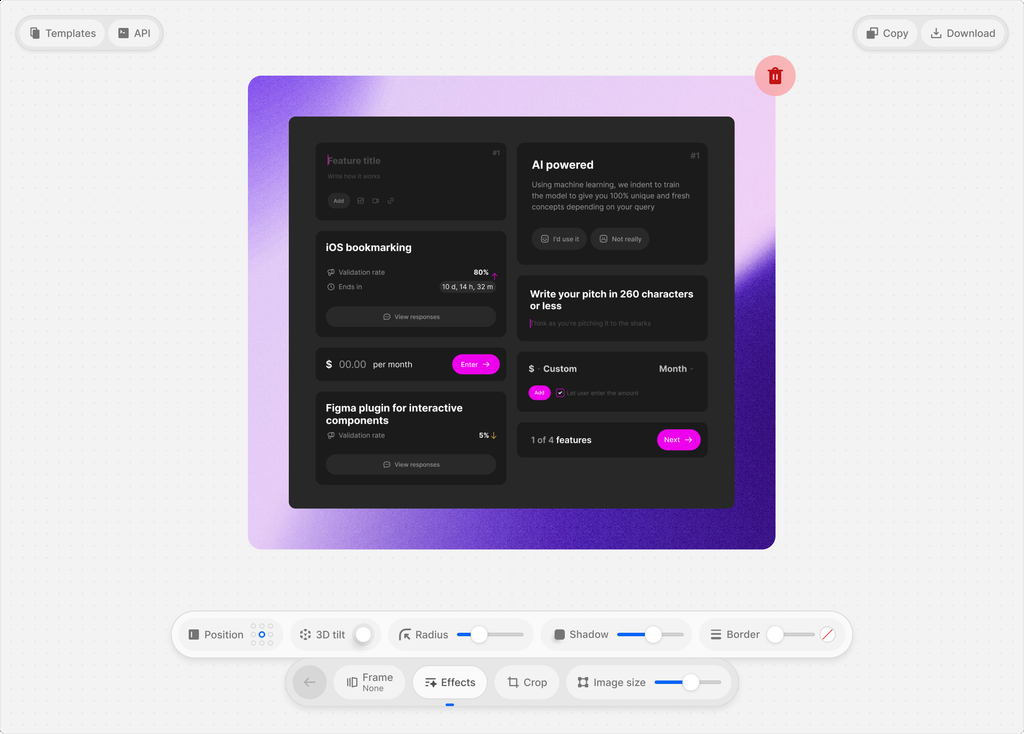 Templates
API
Copy
Download
Feature title
#1
Write how it works
Add
iOS bookmarking
Validation rate
80%
Ends in
10 d, 14 h, 32 m
View responses
$ 00.00 per month
Enter
Figma plugin for interactive
components
Validation rate
5%
View responses
#1
AI powered
Using machine learning, we indent to train
the model to give you 100% unique and fresh
concepts depending on your query
I'd use it
Not really
Write your pitch in 260 characters
or less
Think as you're pitching it to the sharks
$ · Custom
Month
Add
Let user enter the amount
1 of 4 features
Next
Position
3D tilt
Radius
Shadow
Border
Frame
None
Effects
Crop
Image size